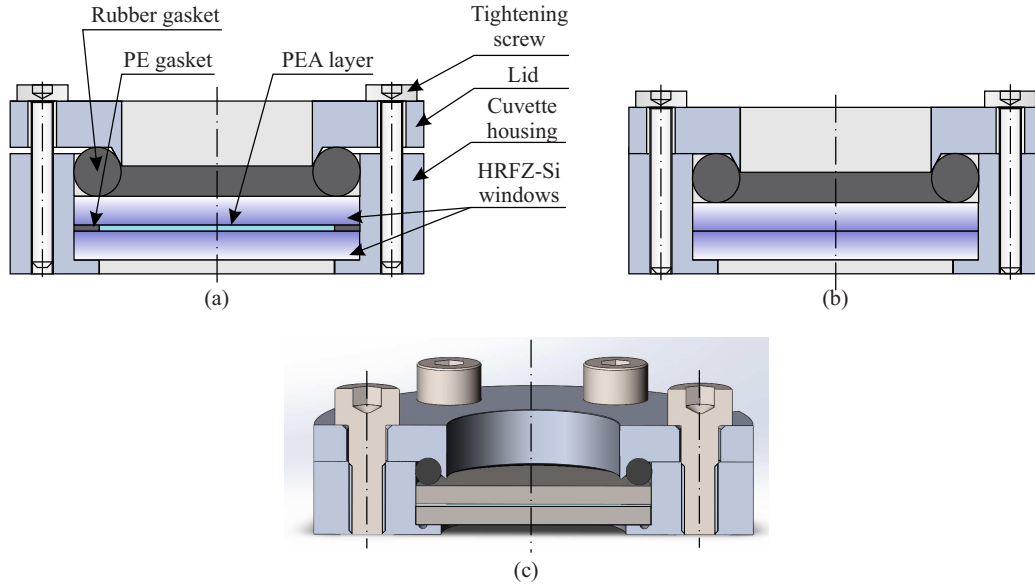 Rubber gasket
PE gasket
PEA layer
Tightening
screw
Lid
Cuvette
housing
HRFZ-Si
windows
(a)
(b)
(c)